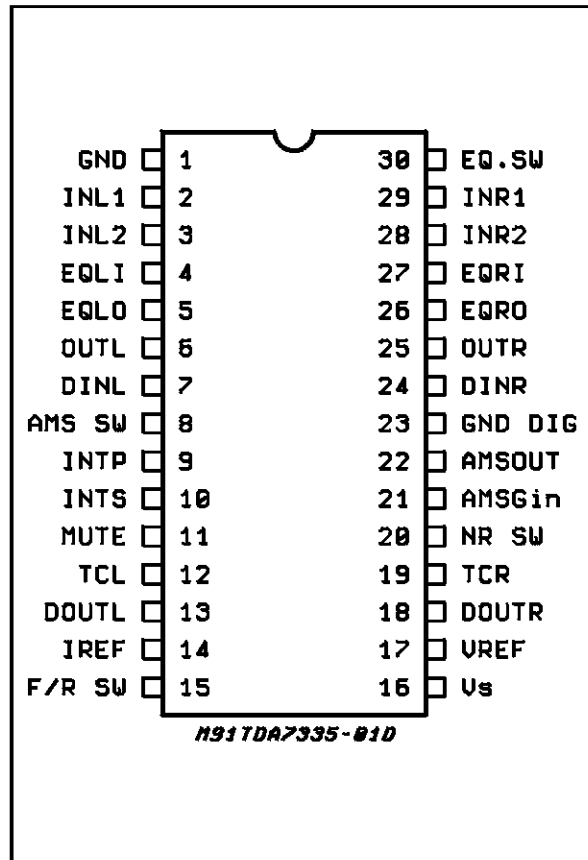 GND 1 30 EQ.SW
INL1 2 29 INR1
INL2 3 28 INR2
EQLI 4 27 EQRI
EQLO 5 26 EQRO
OUTL 6 25 OUTR
DINL 7 24 DINR
AMS SW 8 23 GND DIG
INTP 9 22 AMSOUT
INTS 10 21 AMSGin
MUTE 11 20 NR SW
TCL 12 19 TCR
DOUTL 13 18 DOUTR
IREF 14 17 VREF
F/R SW 15 16 Vs
M91TDA7335-01D